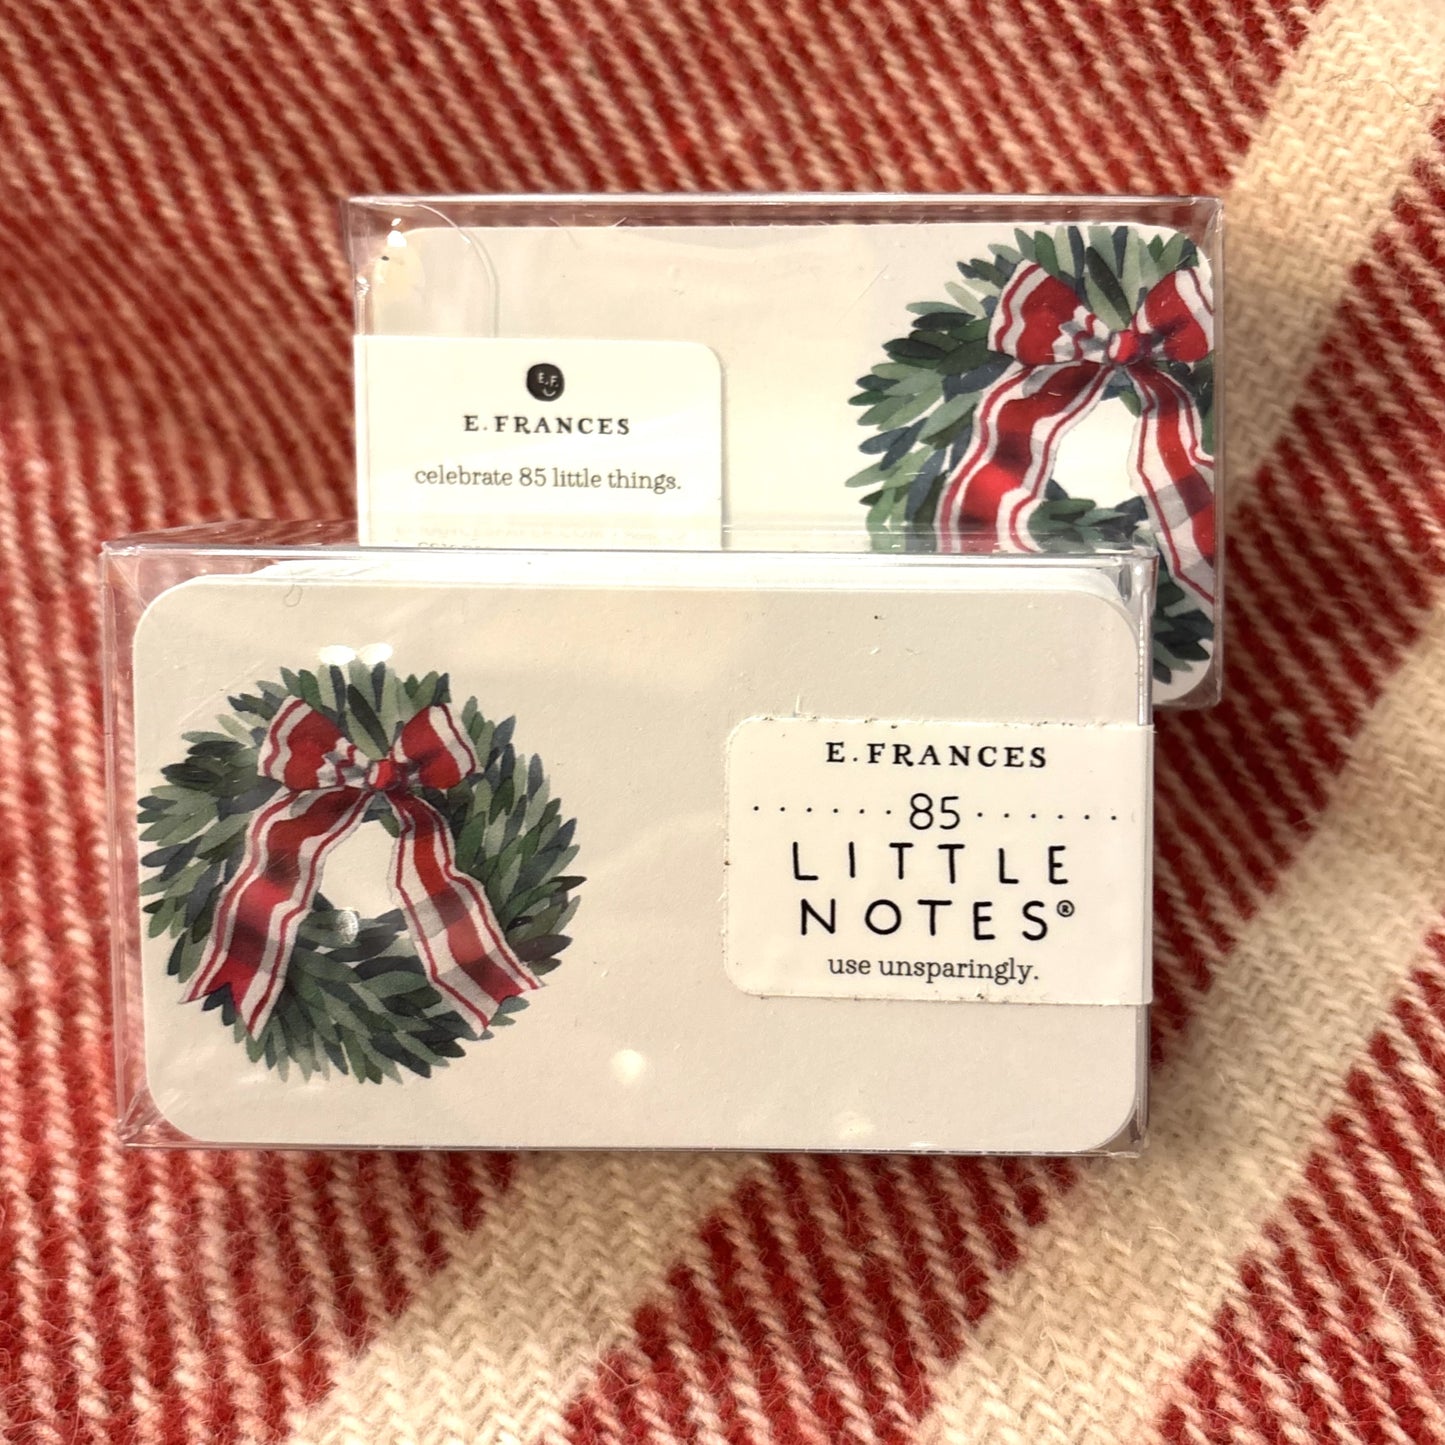 E.F.
E. FRANCES
celebrate 85 little things.
E. FRANCES
85
LITTLE
NOTES®
use unsparingly.